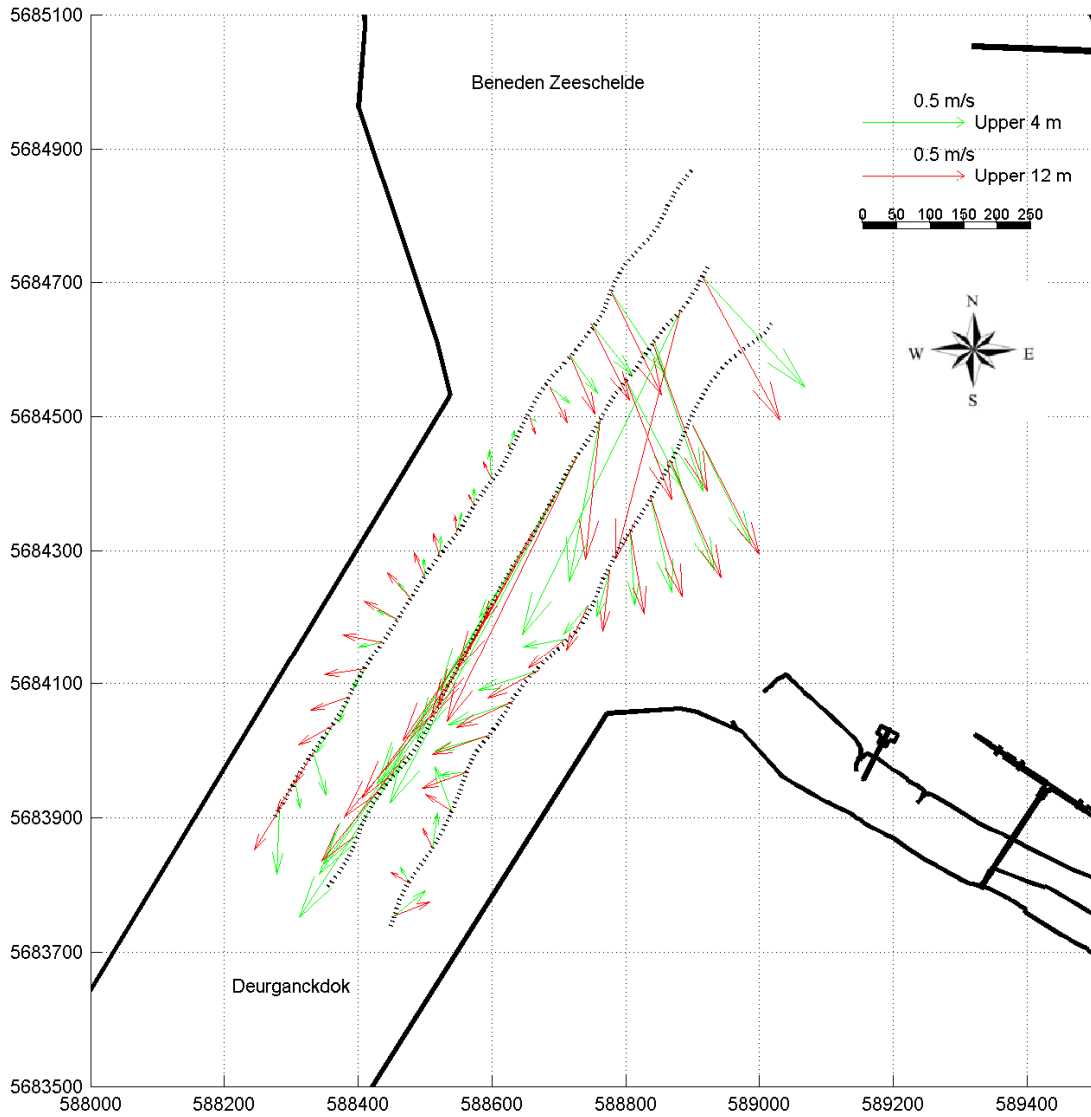 5685100
Beneden Zeeschelde
0.5 m/s
Upper 4 m
5684900
0.5 m/s
Upper 12 m
0 50 100 150 200 250
5684700
N
W E
S
5684500
5684300
5684100
5683900
5683700
Deurganckdok
5683500
588000 588200 588400 588600 588800 589000 589200 589400